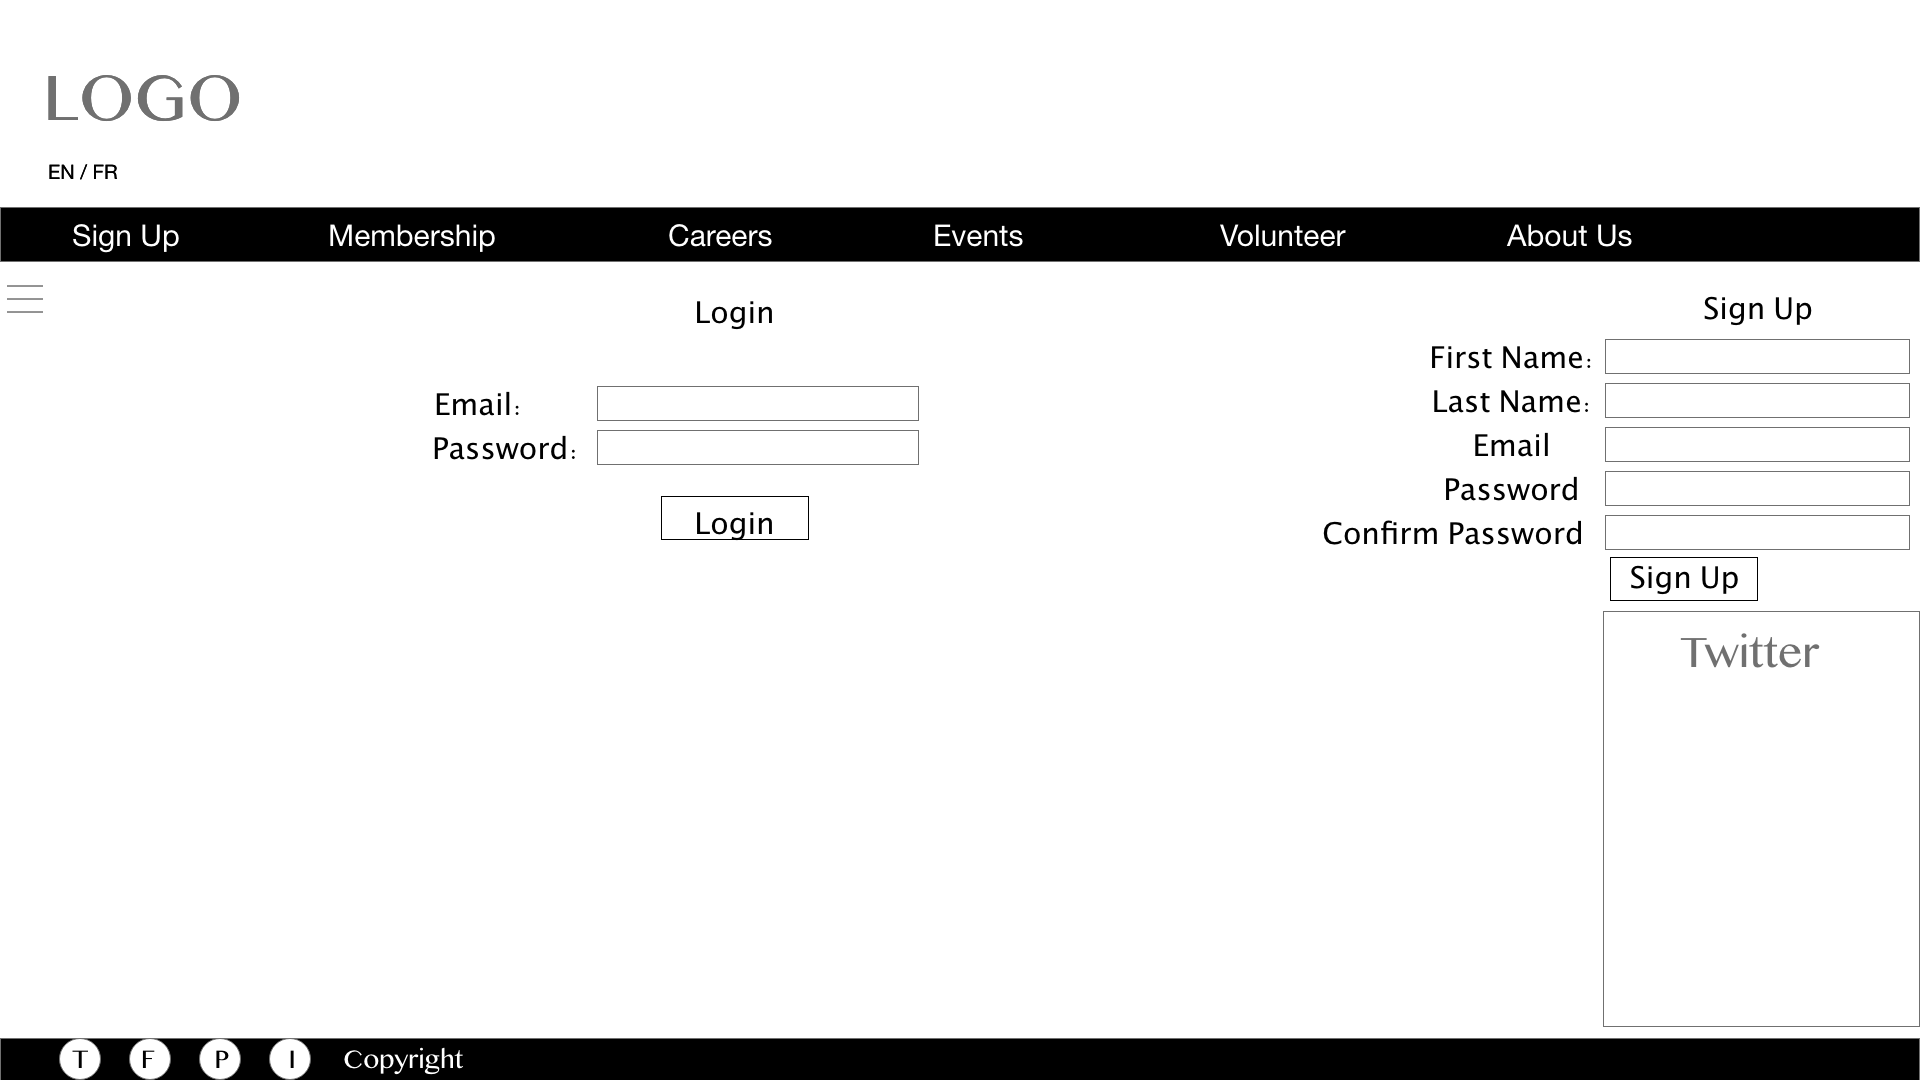 LOGO
EN / FR
Sign Up Membership Careers Events Volunteer About Us
Login
Email:
Password:
Login
Sign Up
First Name:
Last Name:
Email
Password
Confirm Password
Sign Up
Twitter
T F P I Copyright